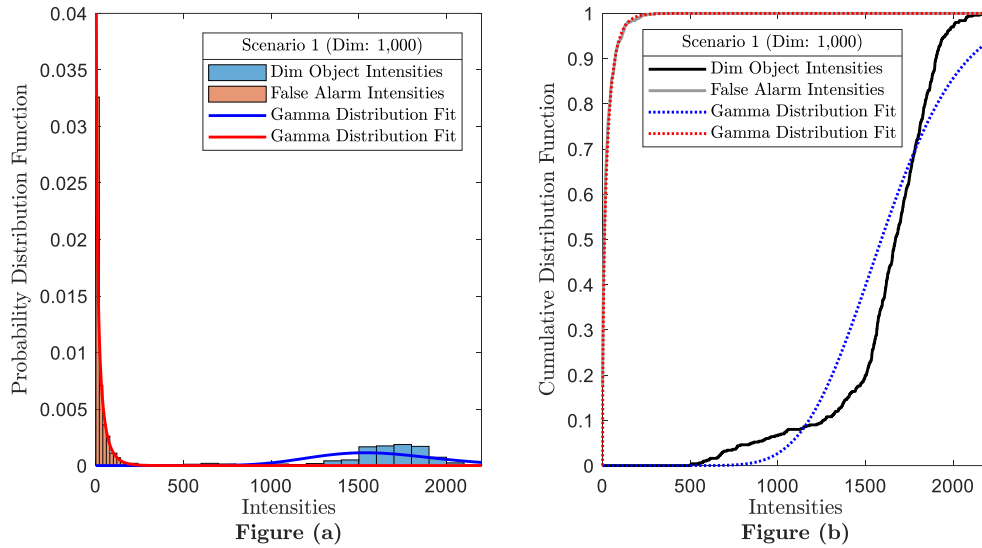 0.04
0.035
0.03
0.025
0.02
0.015
0.01
0.005
0
Probability Distribution Function
Scenario 1 (Dim: 1,000)
Dim Object Intensities
False Alarm Intensities
Gamma Distribution Fit
Gamma Distribution Fit
0 500 1000 1500 2000
Intensities
Figure (a)
1
0.9
0.8
0.7
0.6
0.5
0.4
0.3
0.2
0.1
0
Cumulative Distribution Function
Scenario 1 (Dim: 1,000)
Dim Object Intensities
False Alarm Intensities
Gamma Distribution Fit
Gamma Distribution Fit
0 500 1000 1500 2000
Intensities
Figure (b)